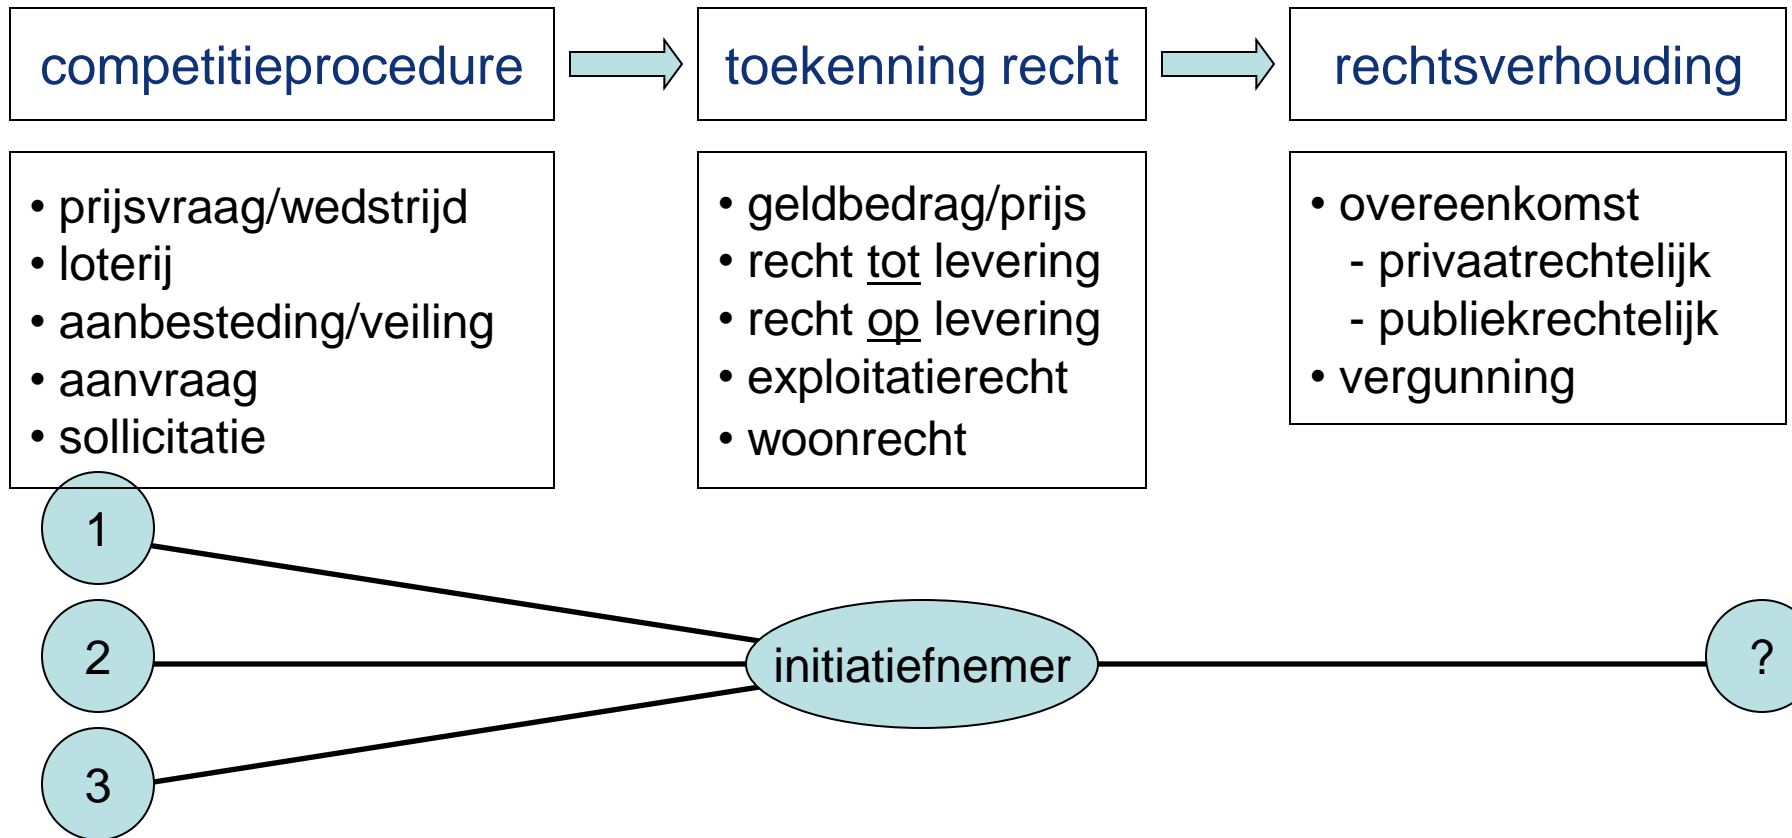 competitieprocedure
toekenning recht
rechtsverhouding
• prijsvraag/wedstrijd
• loterij
• aanbesteding/veiling
• aanvraag
• sollicitatie
• geldbedrag/prijs
• recht tot levering
• recht op levering
• exploitatierecht
• woonrecht
• overeenkomst
- privaatrechtelijk
- publiekrechtelijk
• vergunning
1
2
3
initiatiefnemer
?